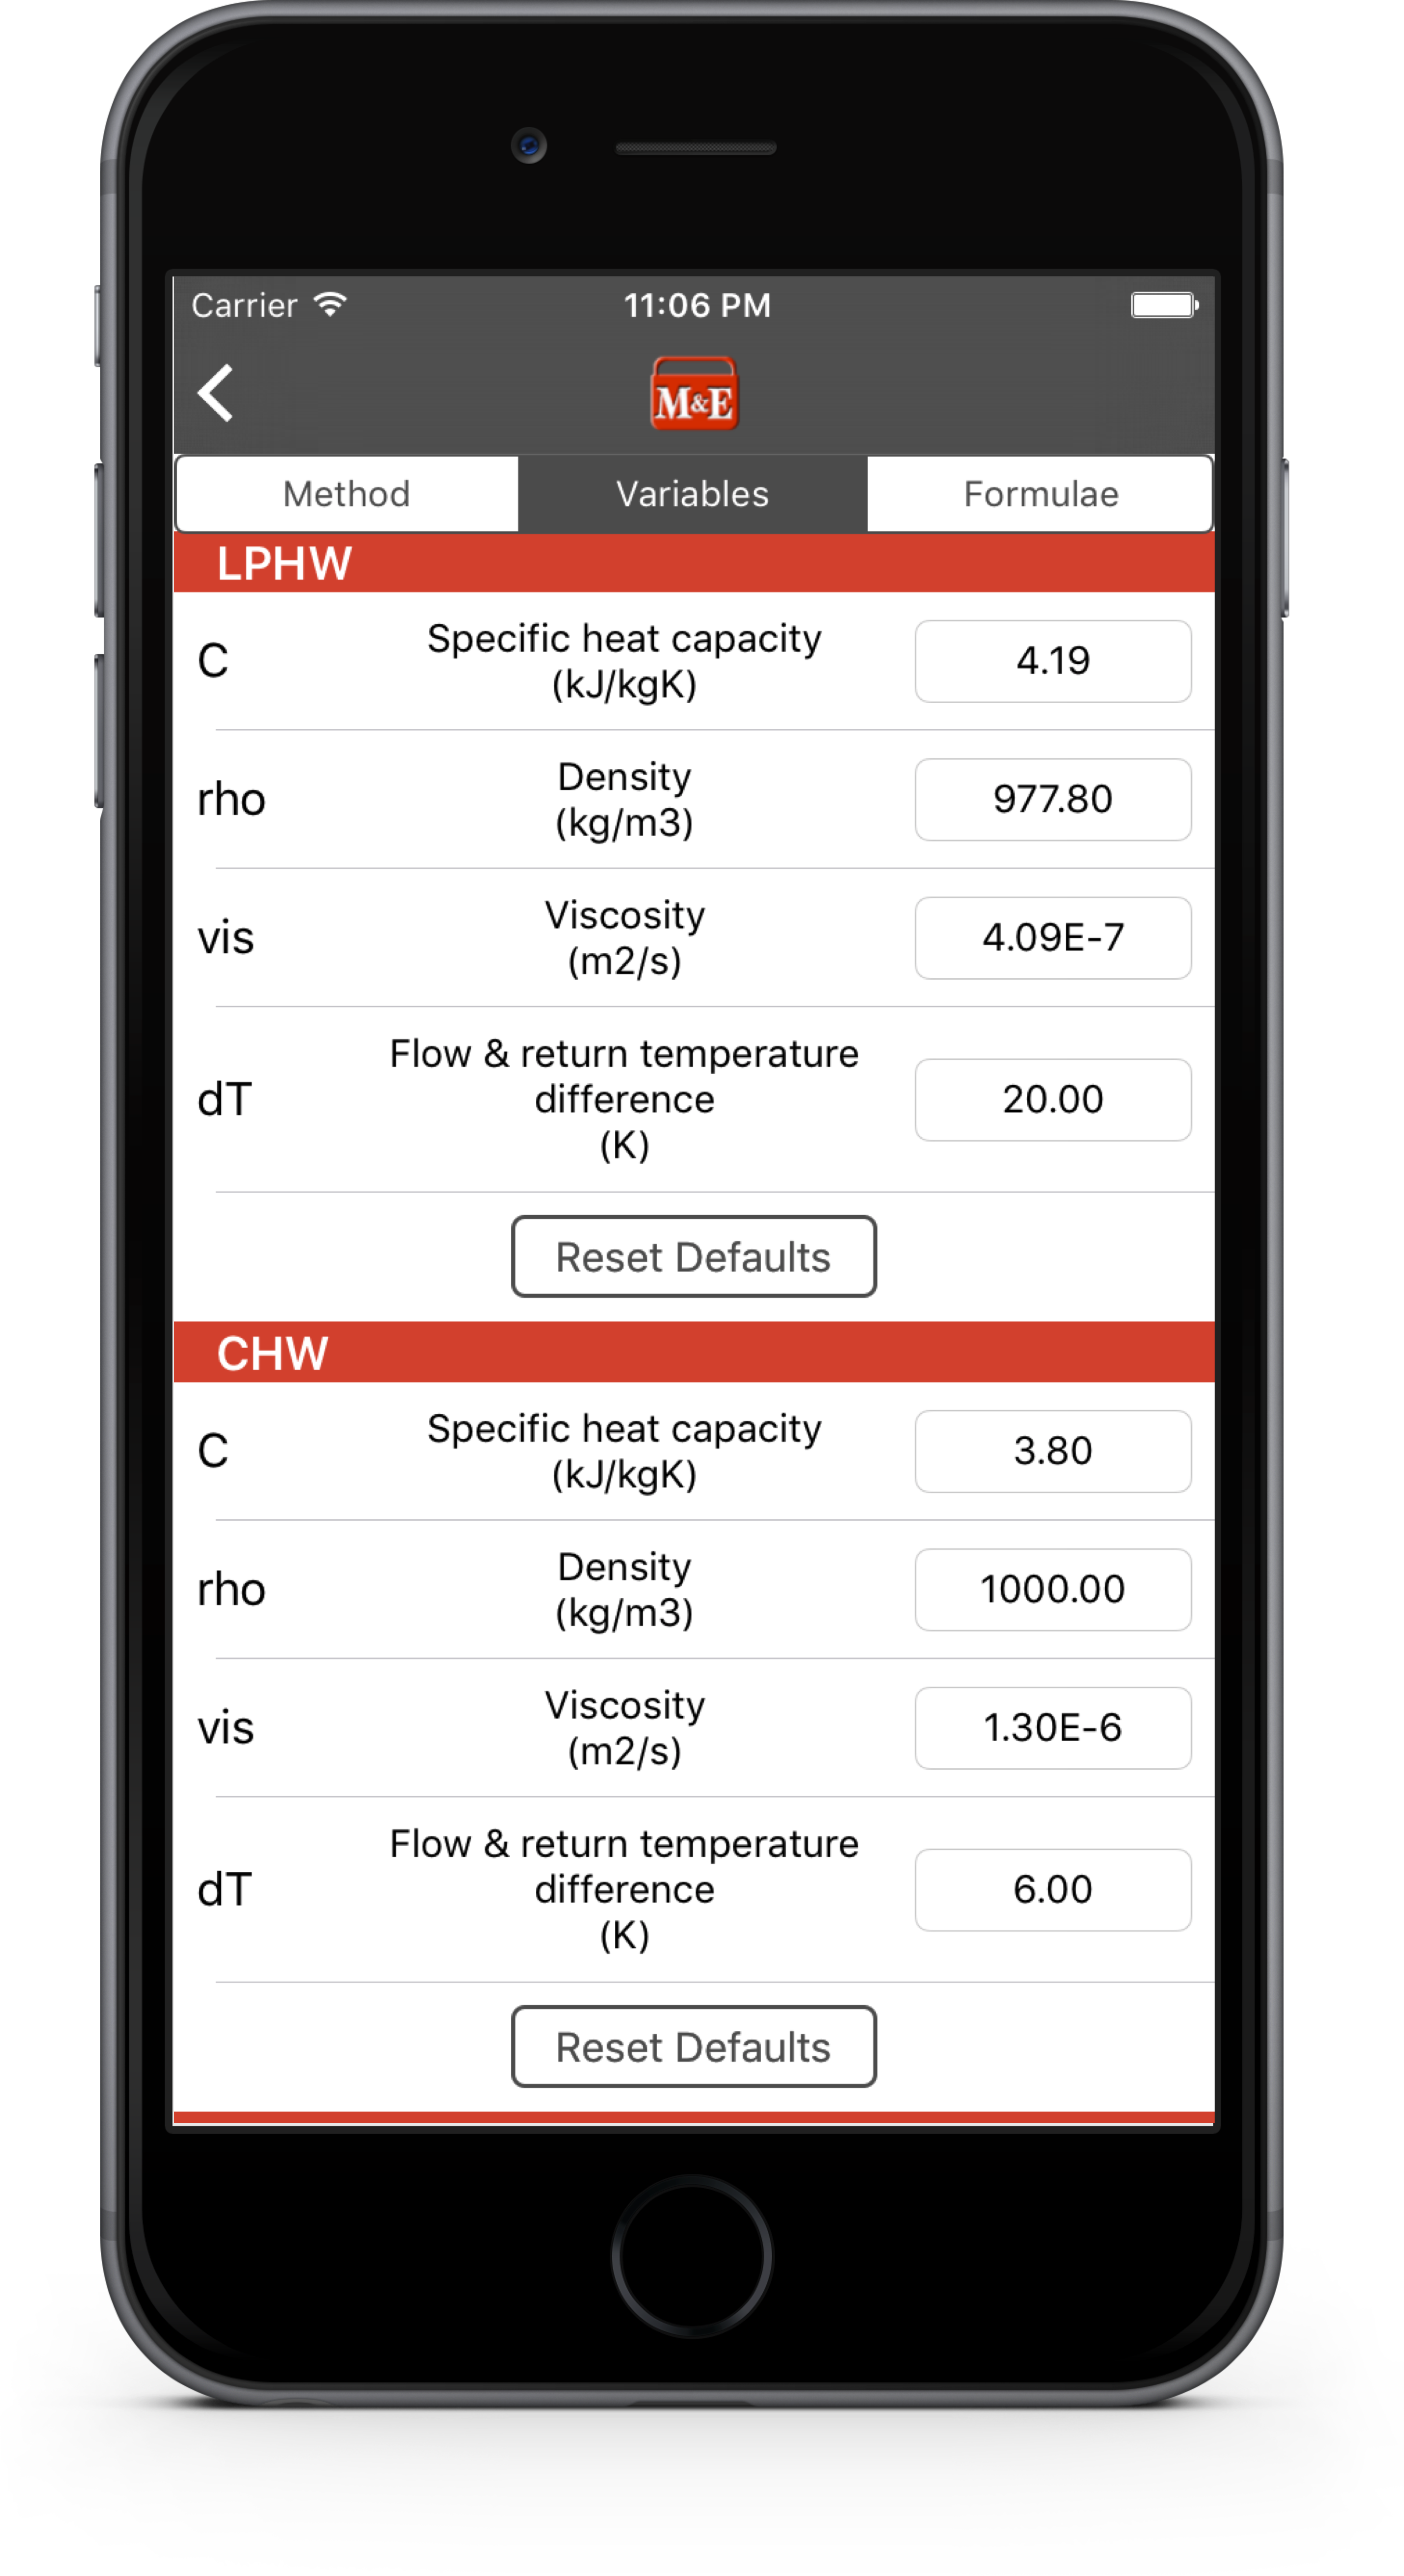 Carrier 11:06 PM
M&E
Method Variables Formulae
LPHW
C Specific heat capacity (kJ/kgK) 4.19
rho Density (kg/m3) 977.80
vis Viscosity (m2/s) 4.09E-7
dT Flow & return temperature difference (K) 20.00
Reset Defaults
CHW
C Specific heat capacity (kJ/kgK) 3.80
rho Density (kg/m3) 1000.00
vis Viscosity (m2/s) 1.30E-6
dT Flow & return temperature difference (K) 6.00
Reset Defaults